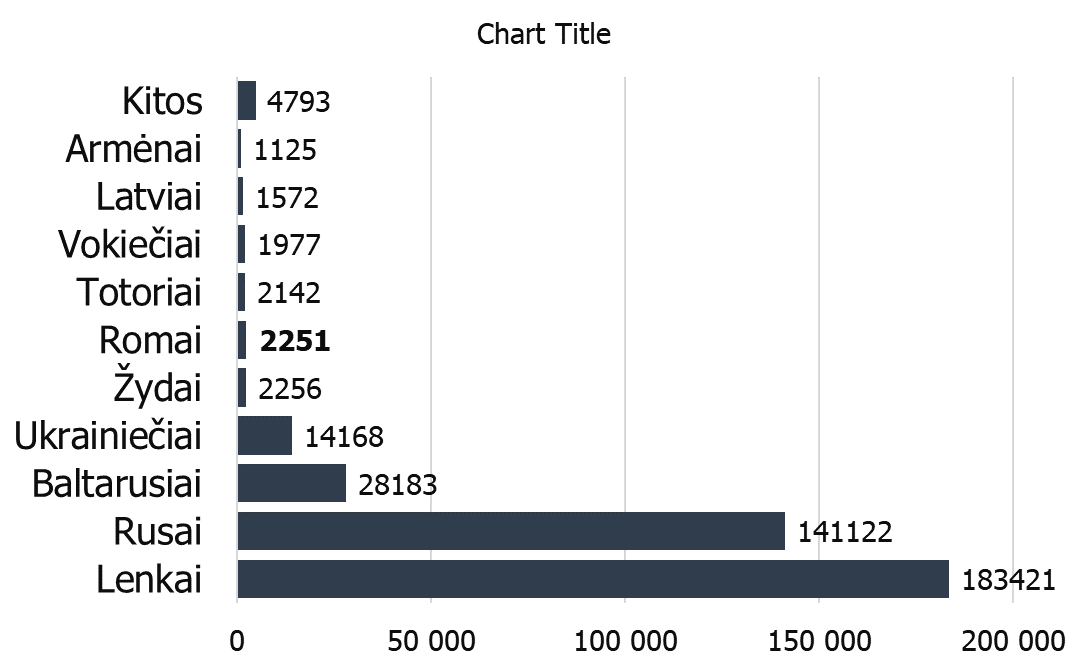 Chart Title
Kitos 4793
Armėnai 1125
Latviai 1572
Vokiečiai 1977
Totoriai 2142
Romai 2251
Žydai 2256
Ukrainiečiai 14168
Baltarusiai 28183
Rusai 141122
Lenkai 183421
0 50 000 100 000 150 000 200 000